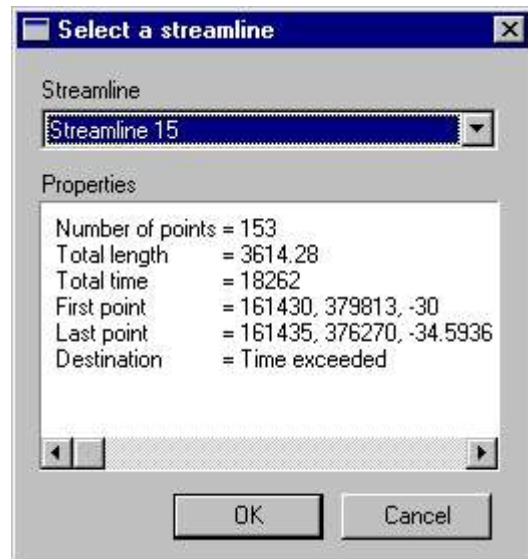 Select a streamline
Streamline
Streamline 15
Properties
Number of points = 153
Total length = 3614.28
Total time = 18262
First point = 161430, 379813, -30
Last point = 161435, 376270, -34.5936
Destination = Time exceeded
OK
Cancel